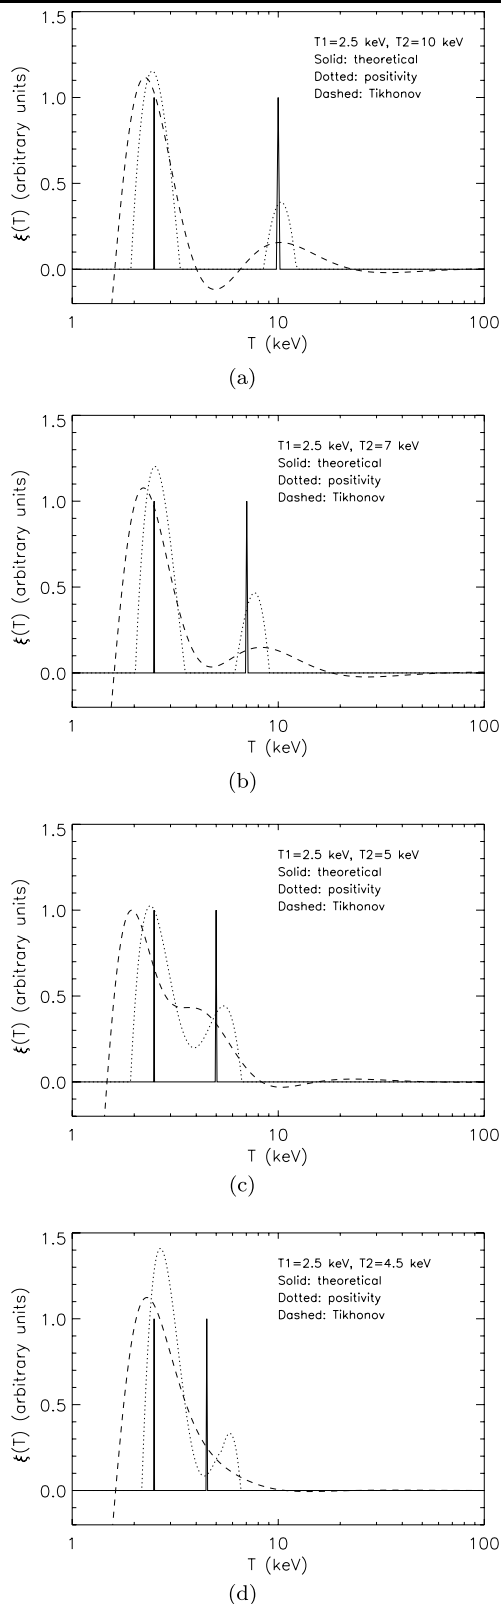 1.5
T1=2.5 keV, T2=10 keV
Solid: theoretical
Dotted: positivity
Dashed: Tikhonov
1.0
ξ(T) (arbitrary units)
0.5
0.0
1 10 100
T (keV)
(a)
1.5
T1=2.5 keV, T2=7 keV
Solid: theoretical
Dotted: positivity
Dashed: Tikhonov
1.0
ξ(T) (arbitrary units)
0.5
0.0
1 10 100
T (keV)
(b)
1.5
T1=2.5 keV, T2=5 keV
Solid: theoretical
Dotted: positivity
Dashed: Tikhonov
1.0
ξ(T) (arbitrary units)
0.5
0.0
1 10 100
T (keV)
(c)
1.5
T1=2.5 keV, T2=4.5 keV
Solid: theoretical
Dotted: positivity
Dashed: Tikhonov
1.0
ξ(T) (arbitrary units)
0.5
0.0
1 10 100
T (keV)
(d)